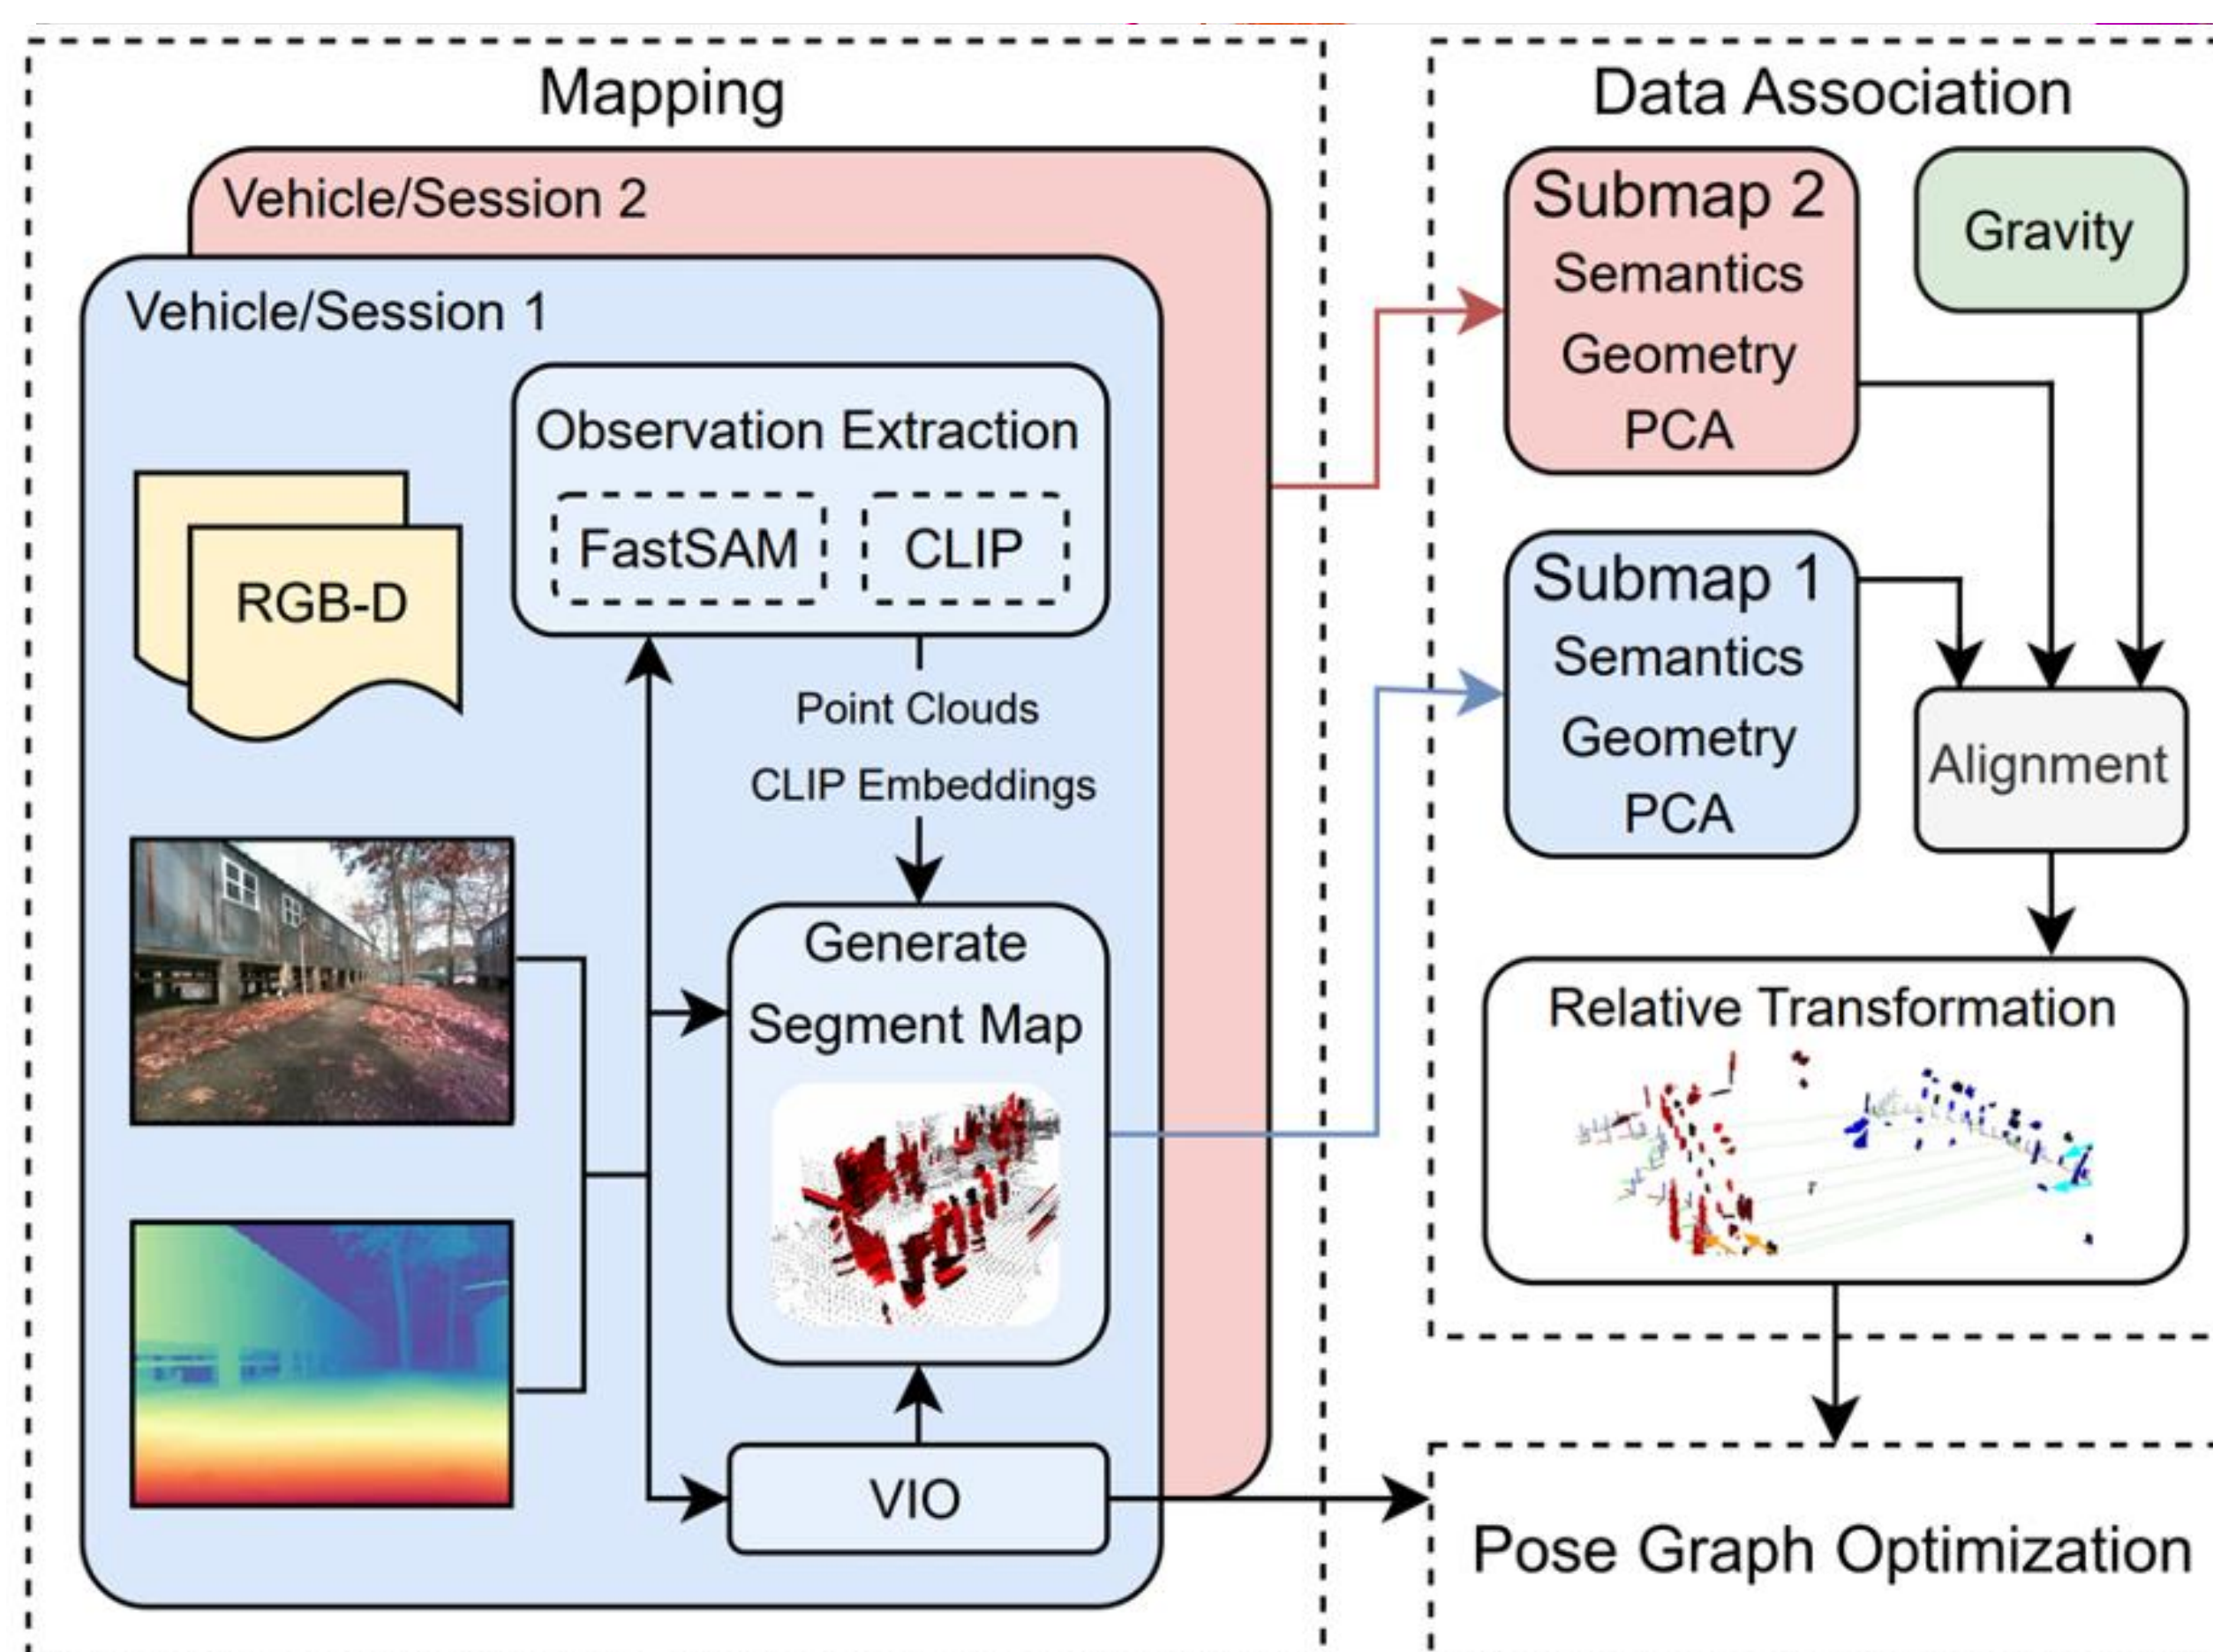 Mapping
Vehicle/Session 2
Vehicle/Session 1
Observation Extraction
FastSAM
CLIP
RGB-D
Point Clouds
CLIP Embeddings
Generate
Segment Map
VIO
Data Association
Submap 2
Semantics
Geometry
PCA
Gravity
Submap 1
Semantics
Geometry
PCA
Alignment
Relative Transformation
Pose Graph Optimization